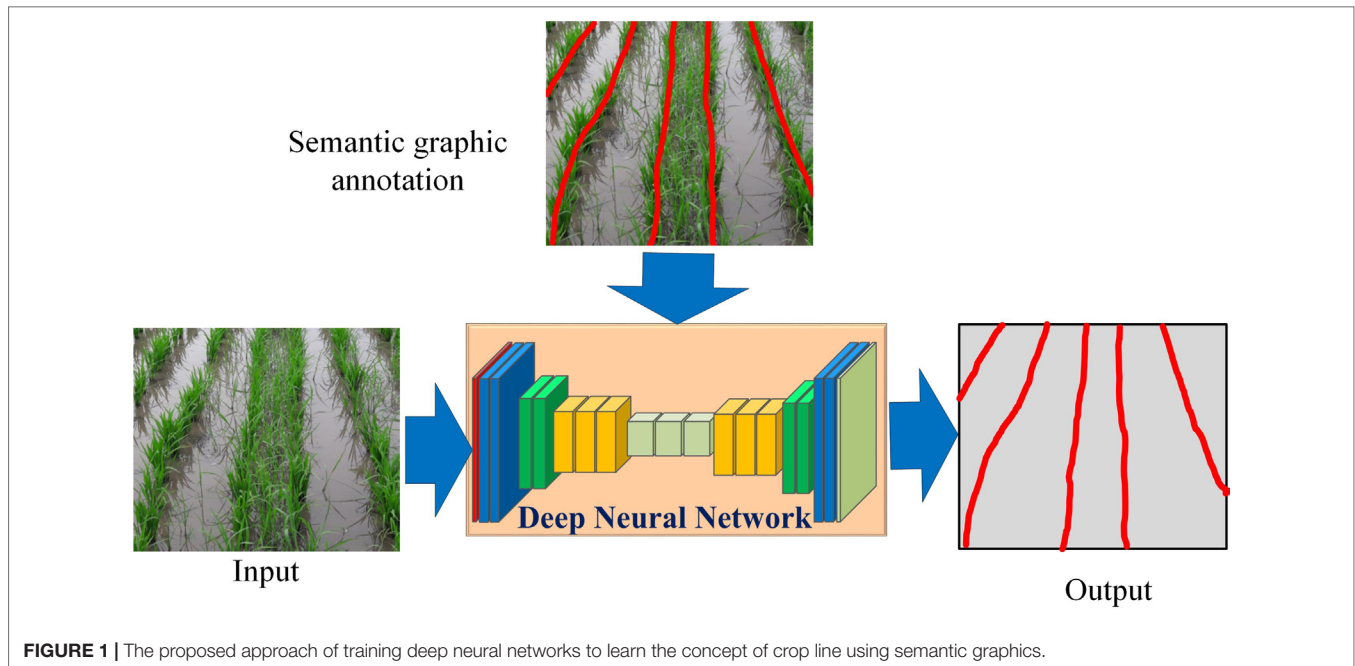 Semantic graphic
annotation
Deep Neural Network
Input
Output
FIGURE 1 | The proposed approach of training deep neural networks to learn the concept of crop line using semantic graphics.